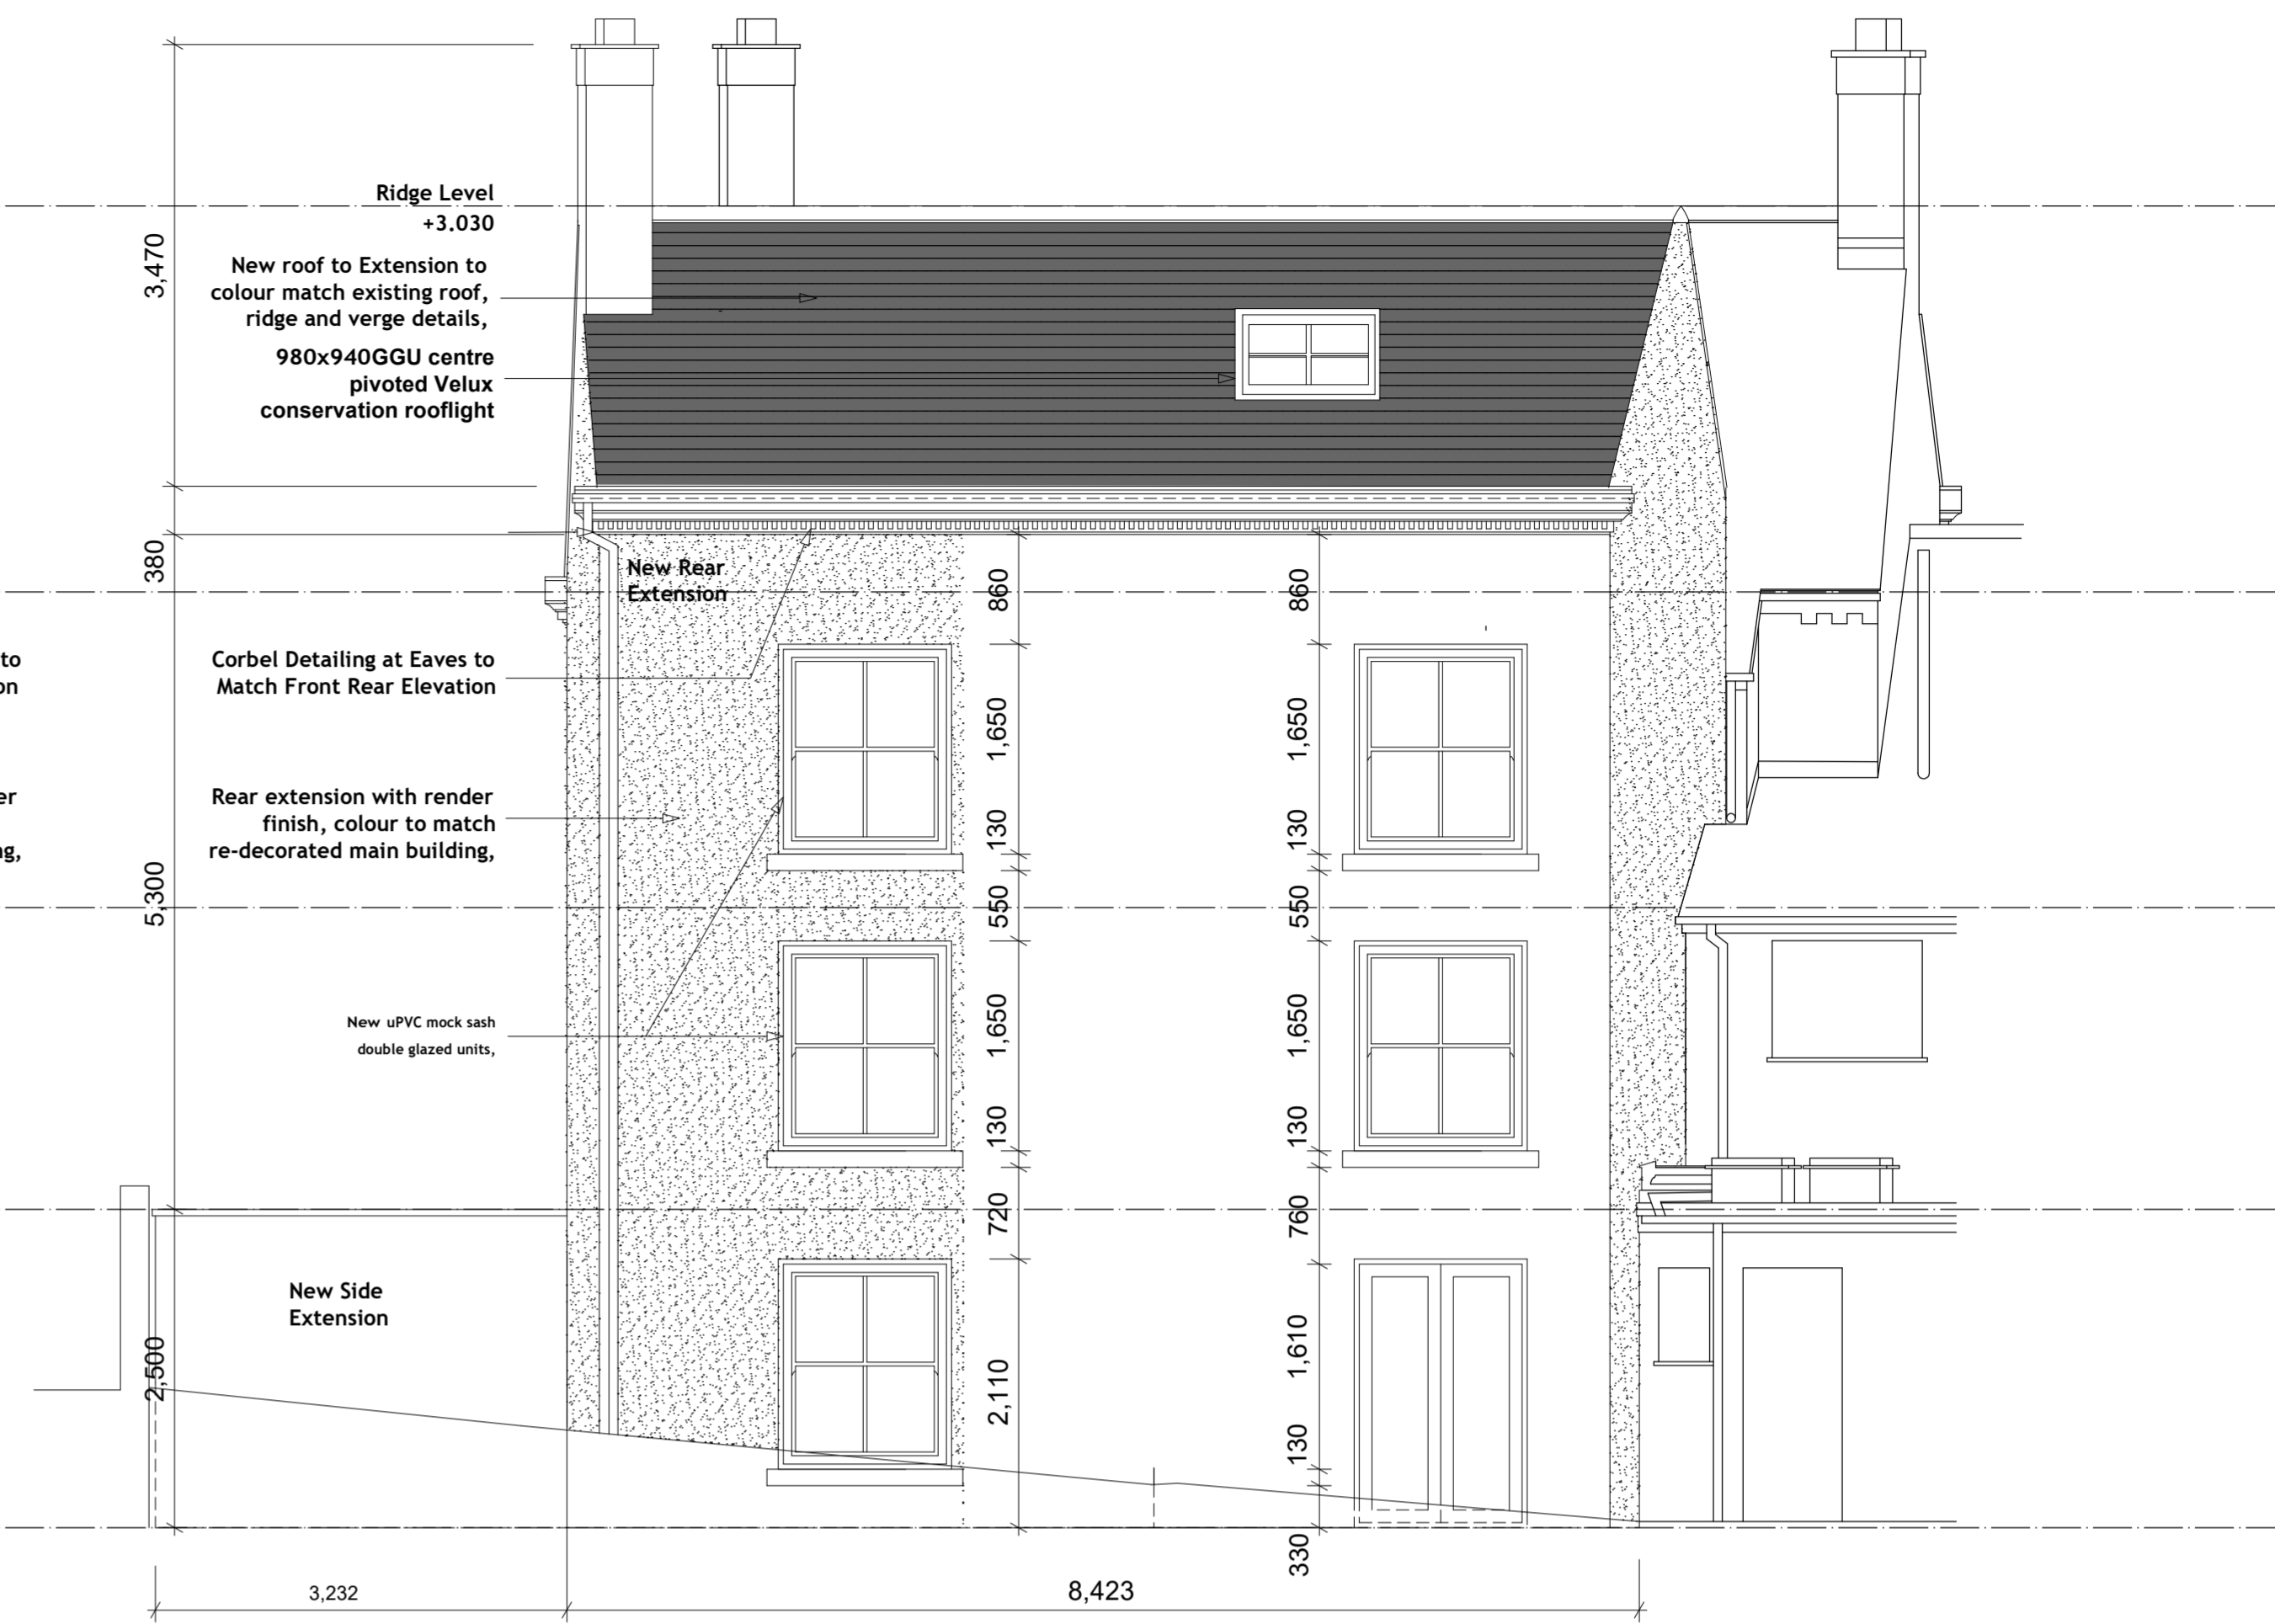 Ridge Level
+3.030
New roof to Extension to
colour match existing roof,
ridge and verge details,
980x940GGU centre
pivoted Velux
conservation rooflight
3,470
380
New Rear
Extension
860
860
to
on
Corbel Detailing at Eaves to
Match Front Rear Elevation
1,650
1,650
er
ng,
Rear extension with render
finish, colour to match
re-decorated main building,
130
130
5,300
550
550
New uPVC mock sash
double glazed units,
1,650
1,650
130
130
720
760
New Side
Extension
2,500
2,110
1,610
130
330
3,232
8,423